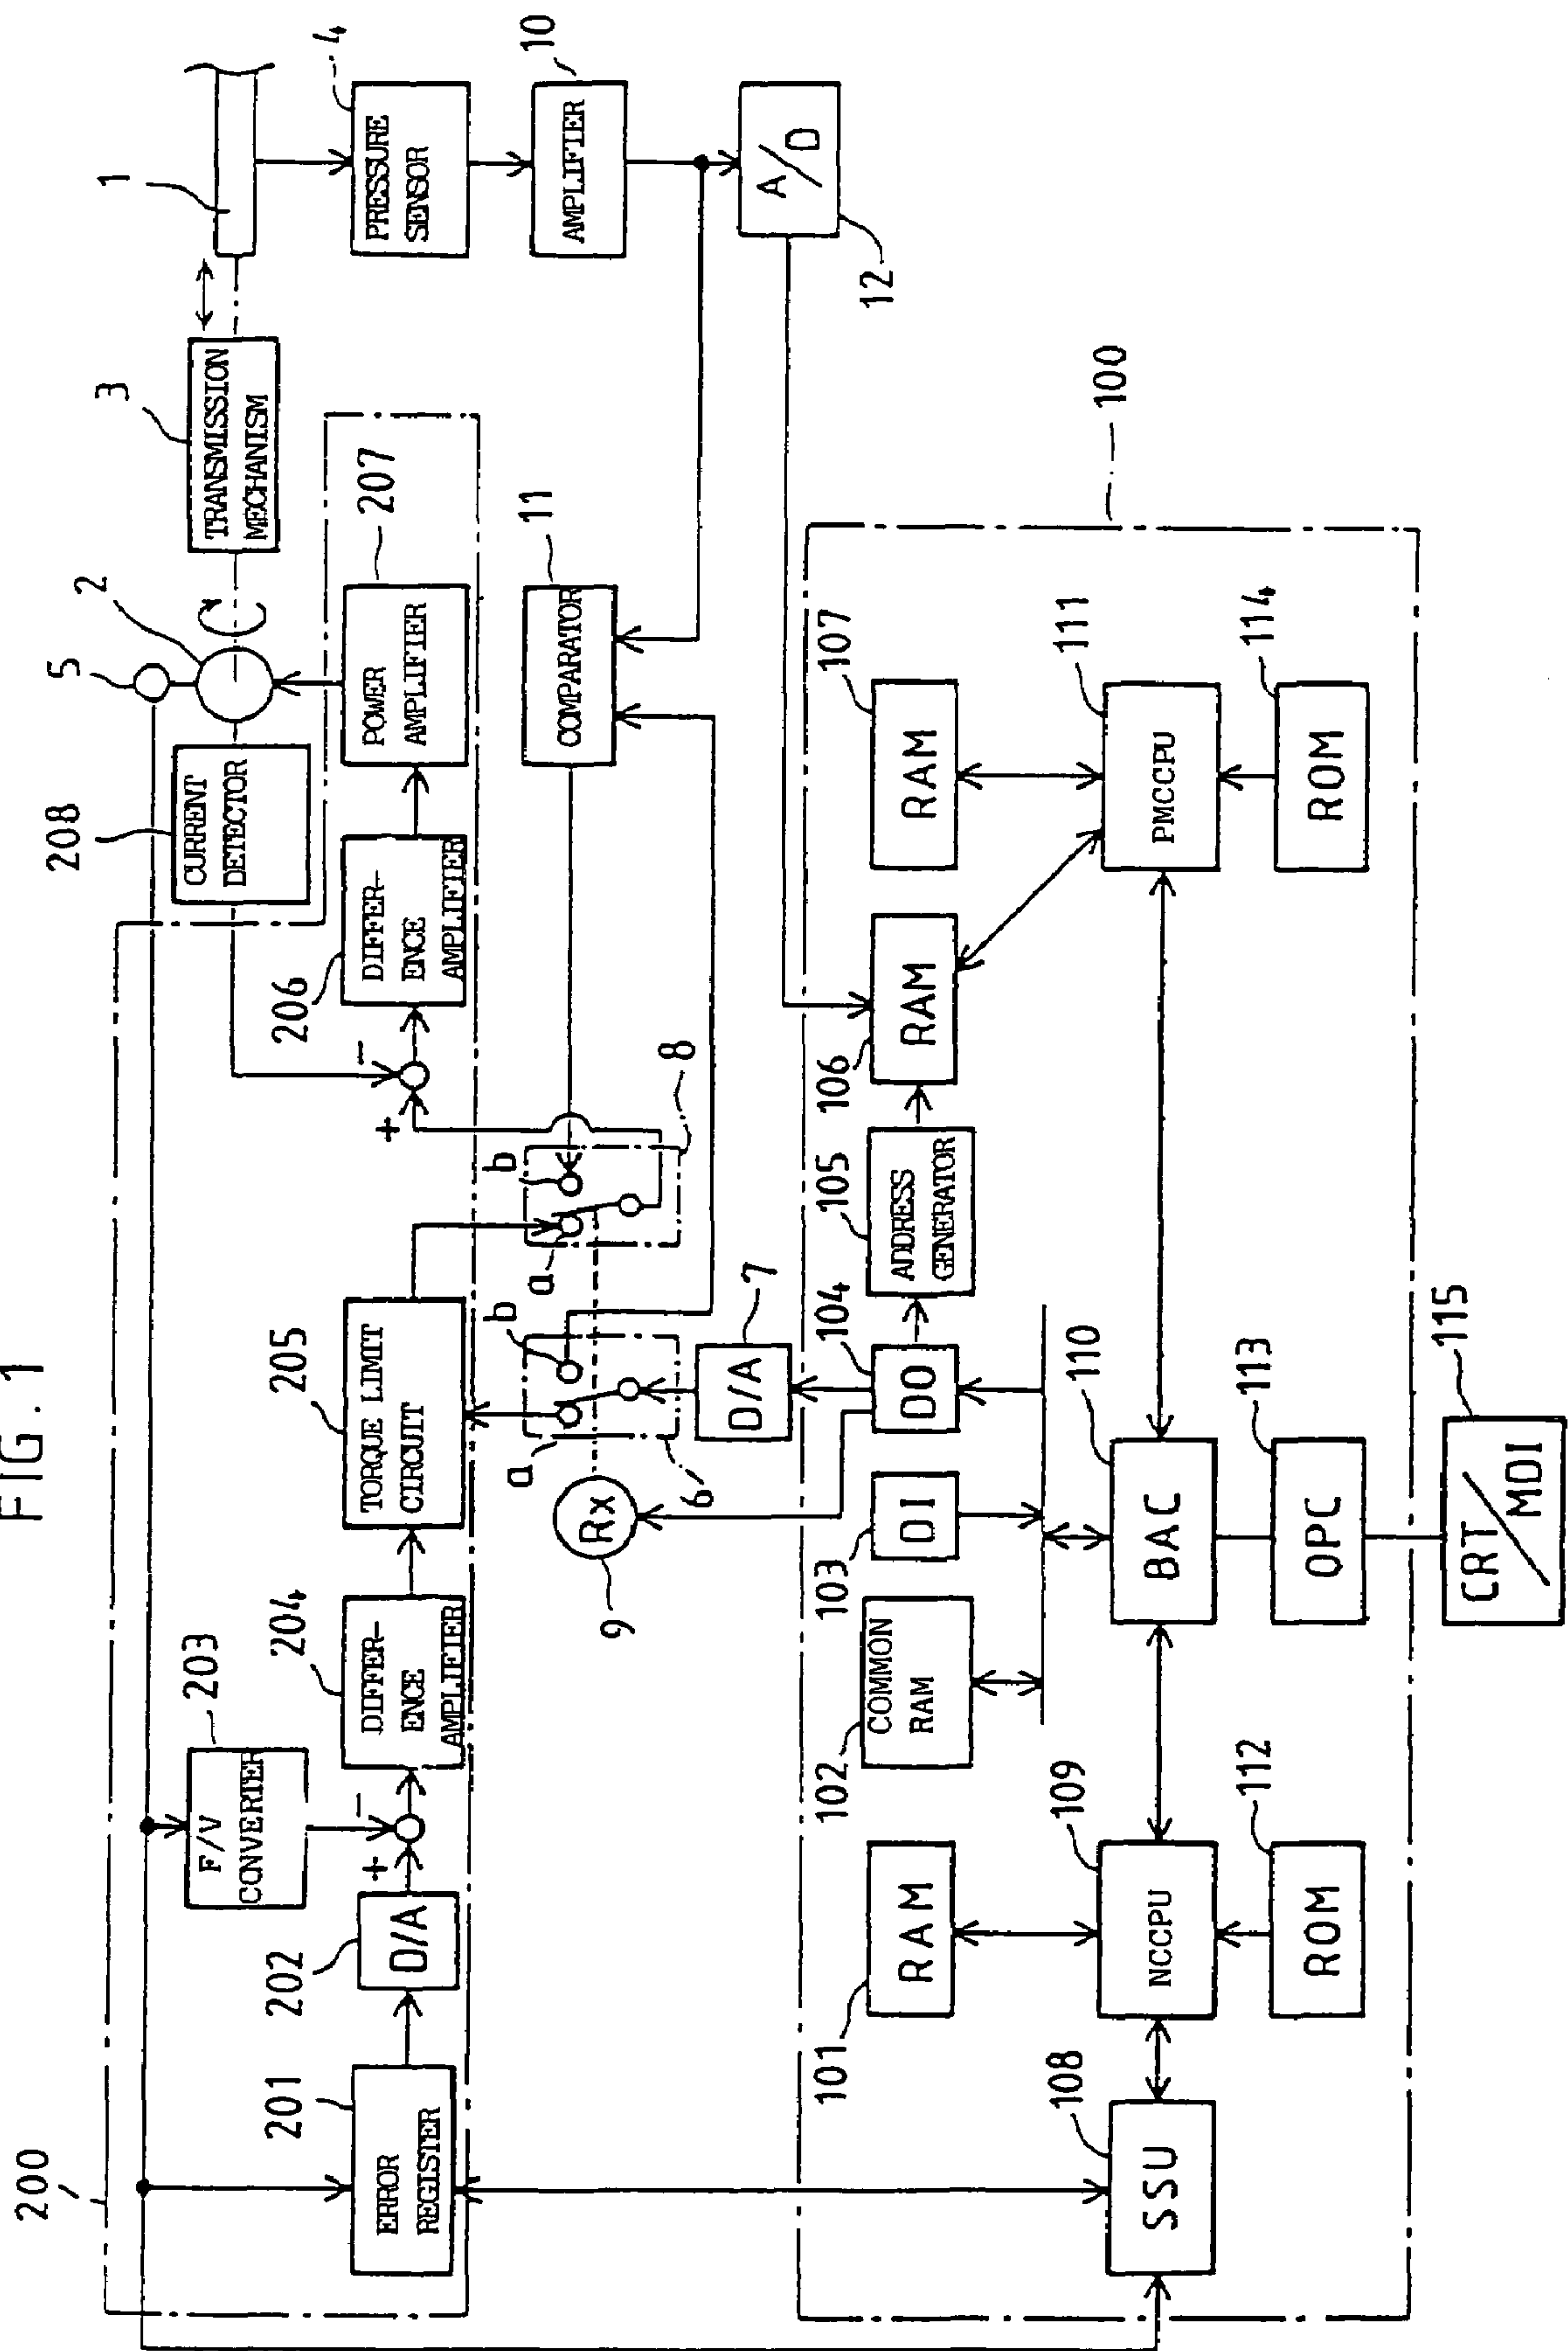 FIG. 1
200
208
5
2
3
1
4
CURRENT
DETECTOR
TRANSMISSION
MECHANISM
203
F/V
CONVERTER
201
ERROR
REGISTER
202
D/A
+
−
204
DIFFER-
ENCE
AMPLIFIER
205
TORQUE LIMIT
CIRCUIT
+
−
206
DIFFER-
ENCE
AMPLIFIER
207
POWER
AMPLIFIER
PRESSURE
SENSOR
10
AMPLIFIER
11
COMPARATOR
9
Rx
a
b
6
a
b
8
7
D/A
A/D
12
100
101
RAM
102
COMMON
RAM
103
DI
104
DO
105
ADDRESS
GENERATOR
106
RAM
107
RAM
108
SSU
109
NCCPU
110
BAC
111
PMCCPU
112
ROM
113
OPC
114
ROM
115
CRT/MDI